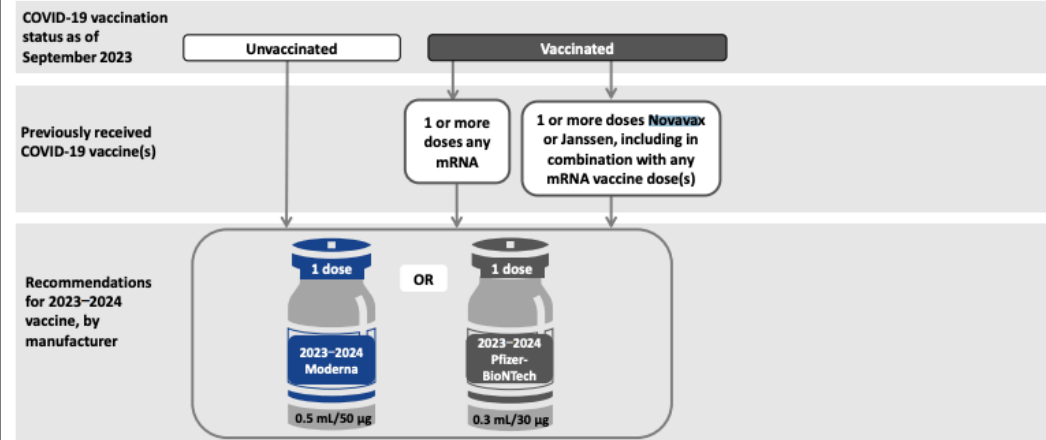 COVID-19 vaccination
status as of
September 2023
Unvaccinated
Vaccinated
Previously received
COVID-19 vaccine(s)
1 or more
doses any
mRNA
1 or more doses Novavax
or Janssen, including in
combination with any
mRNA vaccine dose(s)
Recommendations
for 2023–2024
vaccine, by
manufacturer
1 dose
2023–2024
Moderna
0.5 mL/50 µg
OR
1 dose
2023–2024
Pfizer-
BioNTech
0.3 mL/30 µg